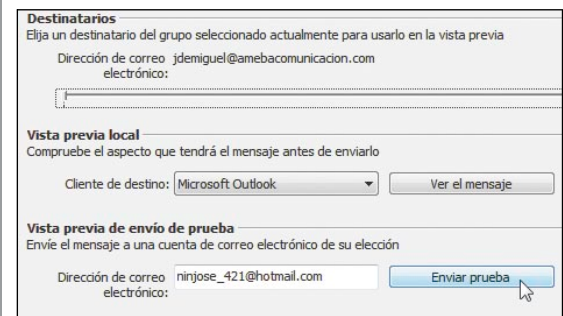 Destinatarios
Elija un destinatario del grupo seleccionado actualmente para usarlo en la vista previa
Dirección de correo jdemiguel@amebacomunicacion.com
electrónico:
Vista previa local
Compruebe el aspecto que tendrá el mensaje antes de enviarlo
Cliente de destino: Microsoft Outlook Ver el mensaje
Vista previa de envío de prueba
Envíe el mensaje a una cuenta de correo electrónico de su elección
Dirección de correo ninjose_421@hotmail.com Enviar prueba
electrónico: